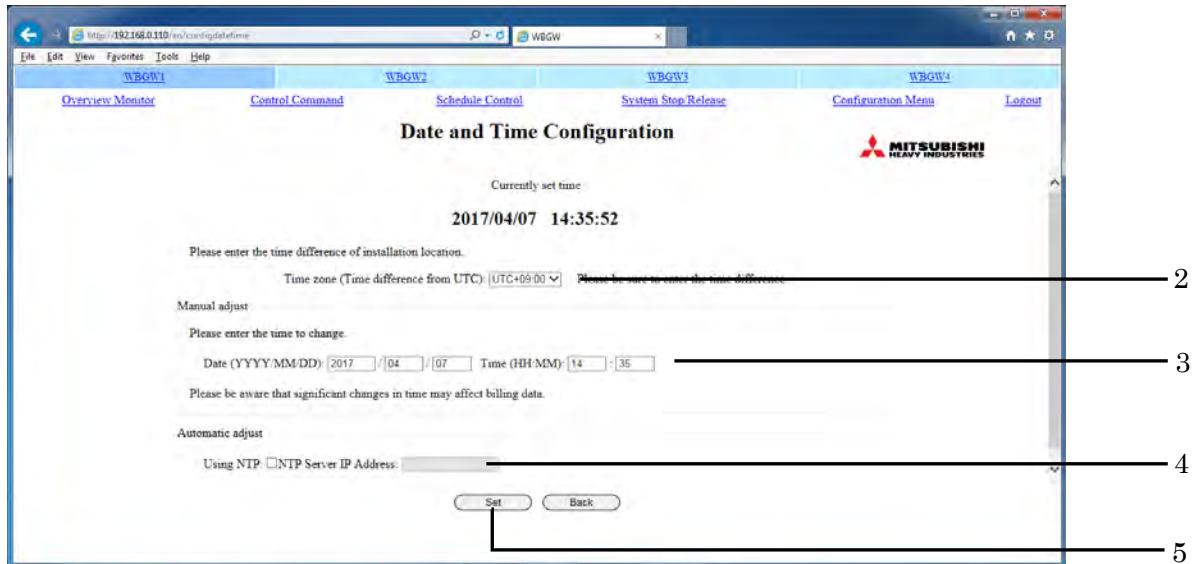 http://192.168.0.110/en/configdatetime
WBGW
File Edit View Favorites Tools Help
WBGW1 WBGW2 WBGW3 WBGW4
Overview Monitor Control Command Schedule Control System Stop/Release Configuration Menu Logout
Date and Time Configuration
MITSUBISHI
HEAVY INDUSTRIES
Currently set time
2017/04/07 14:35:52
Please enter the time difference of installation location.
Time zone (Time difference from UTC): UTC+09:00 Please be sure to enter the time difference.
2
Manual adjust
Please enter the time to change.
Date (YYYY/MM/DD): 2017 / 04 / 07 Time (HH:MM): 14 : 35
3
Please be aware that significant changes in time may affect billing data.
Automatic adjust
Using NTP: NTP Server IP Address:
4
Set Back
5